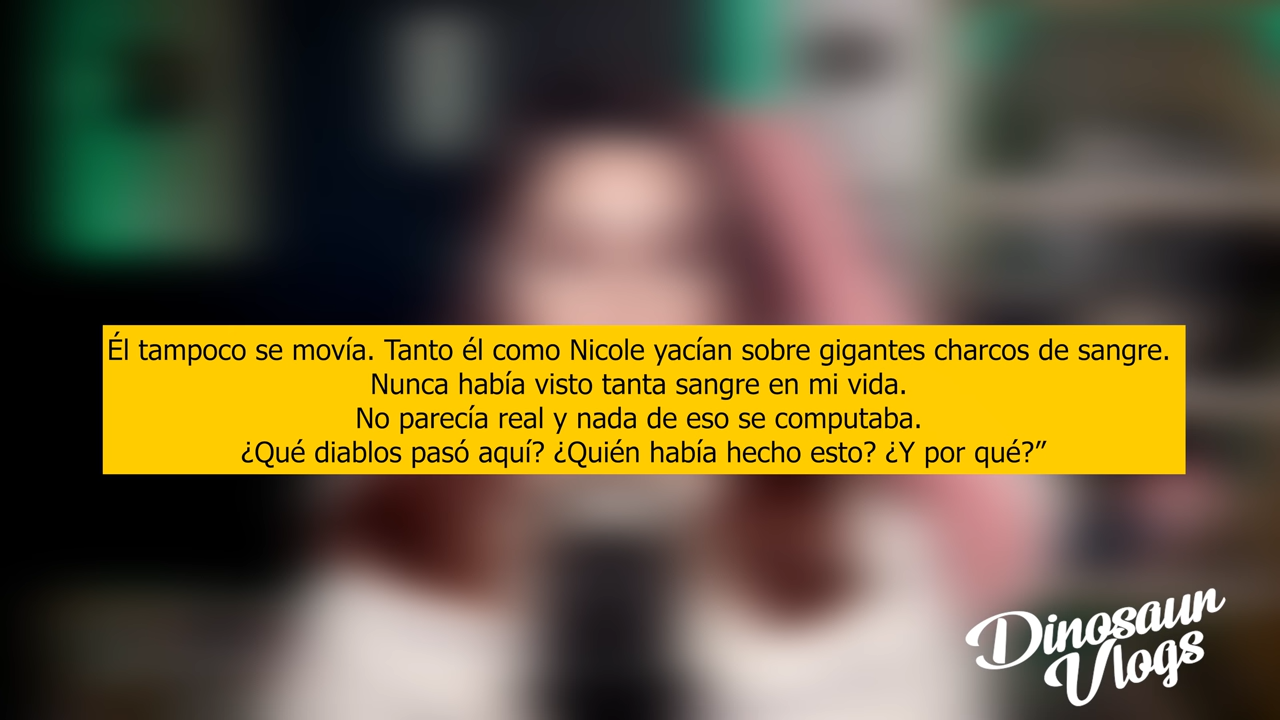 Él tampoco se movía. Tanto él como Nicole yacían sobre gigantes charcos de sangre.
Nunca había visto tanta sangre en mi vida.
No parecía real y nada de eso se computaba.
¿Qué diablos pasó aquí? ¿Quién había hecho esto? ¿Y por qué?”
Dinosaur
Vlogs